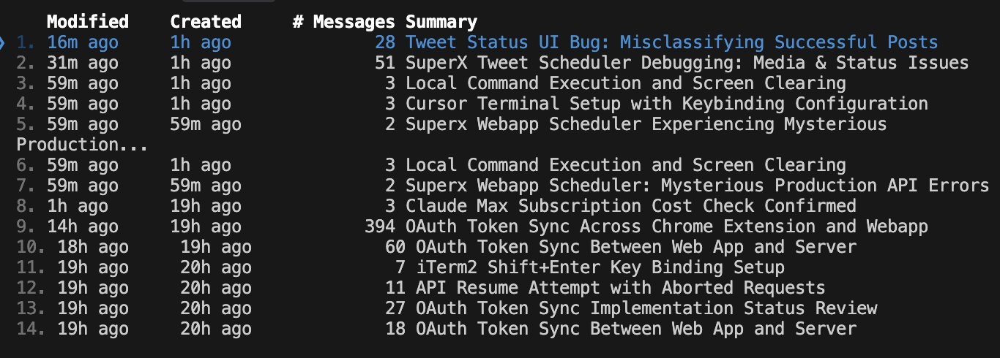 Modified Created # Messages Summary
❯ 1. 16m ago 1h ago 28 Tweet Status UI Bug: Misclassifying Successful Posts
2. 31m ago 1h ago 51 SuperX Tweet Scheduler Debugging: Media & Status Issues
3. 59m ago 1h ago 3 Local Command Execution and Screen Clearing
4. 59m ago 1h ago 3 Cursor Terminal Setup with Keybinding Configuration
5. 59m ago 59m ago 2 Superx Webapp Scheduler Experiencing Mysterious
Production...
6. 59m ago 1h ago 3 Local Command Execution and Screen Clearing
7. 59m ago 59m ago 2 Superx Webapp Scheduler: Mysterious Production API Errors
8. 1h ago 19h ago 3 Claude Max Subscription Cost Check Confirmed
9. 14h ago 19h ago 394 OAuth Token Sync Across Chrome Extension and Webapp
10. 18h ago 19h ago 60 OAuth Token Sync Between Web App and Server
11. 19h ago 20h ago 7 iTerm2 Shift+Enter Key Binding Setup
12. 19h ago 20h ago 11 API Resume Attempt with Aborted Requests
13. 19h ago 20h ago 27 OAuth Token Sync Implementation Status Review
14. 19h ago 20h ago 18 OAuth Token Sync Between Web App and Server